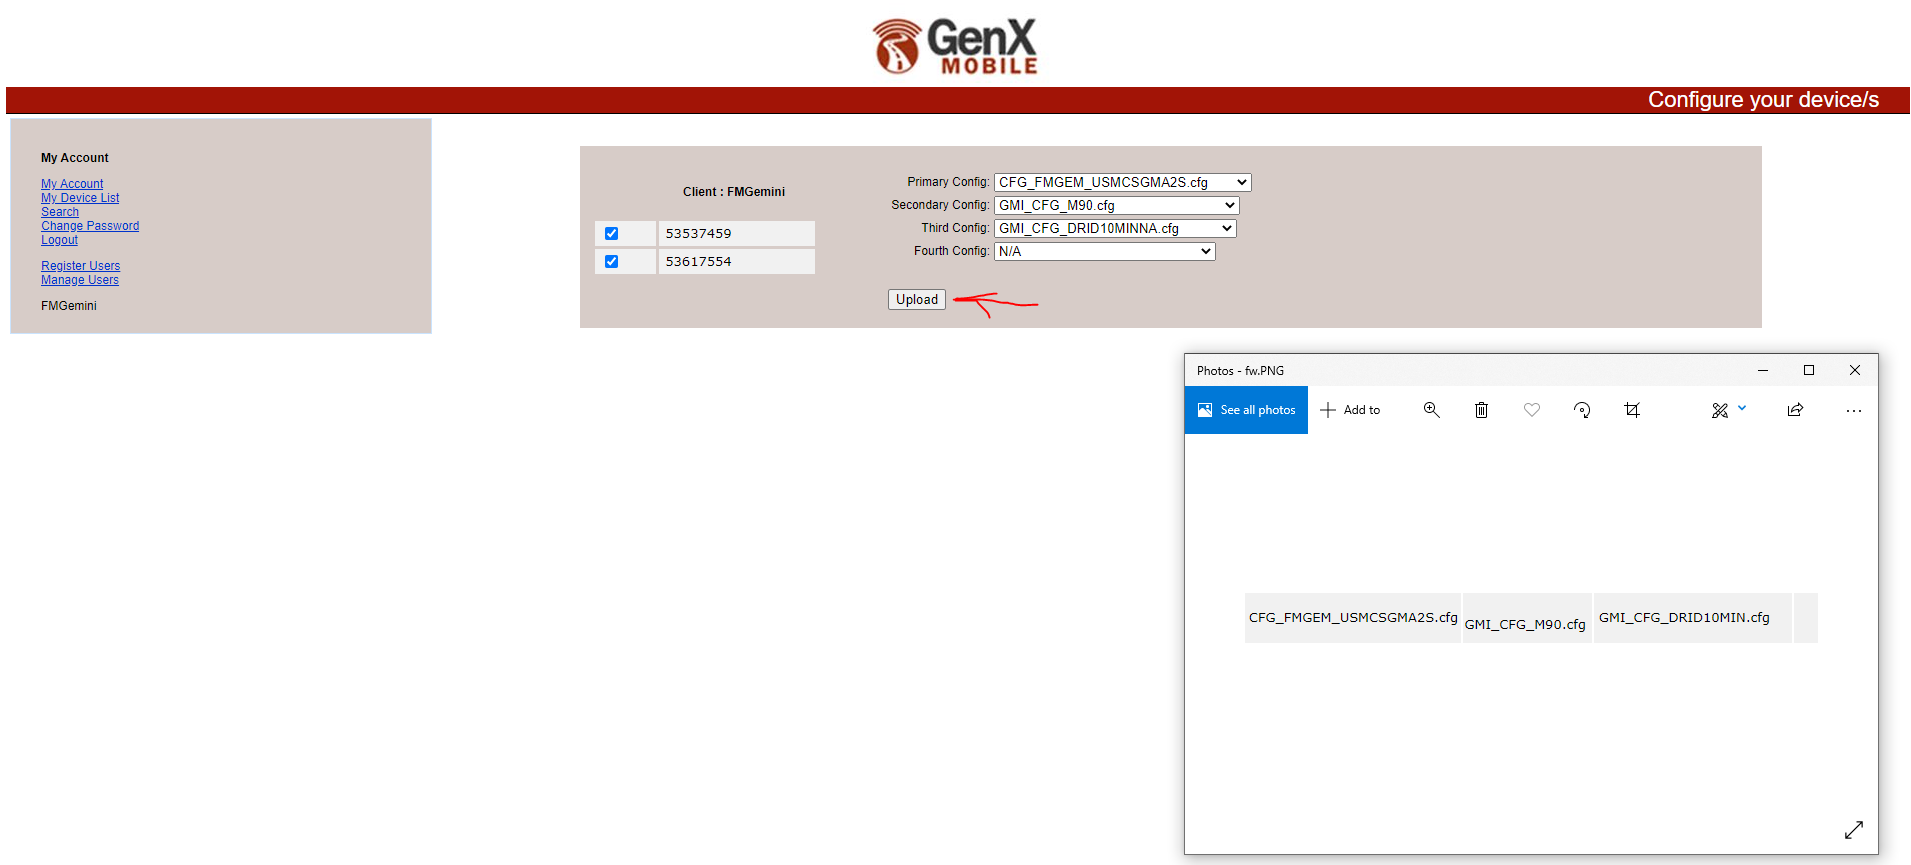 GenX
MOBILE
Configure your device/s
My Account
My Account
My Device List
Search
Change Password
Logout
Register Users
Manage Users
FMGemini
Client : FMGemini
53537459
53617554
Primary Config: CFG_FMGEM_USMCSGMA2S.cfg
Secondary Config: GMI_CFG_M90.cfg
Third Config: GMI_CFG_DRID10MINNA.cfg
Fourth Config: N/A
Upload
Photos - fw.PNG
See all photos Add to
CFG_FMGEM_USMCSGMA2S.cfg GMI_CFG_M90.cfg GMI_CFG_DRID10MIN.cfg